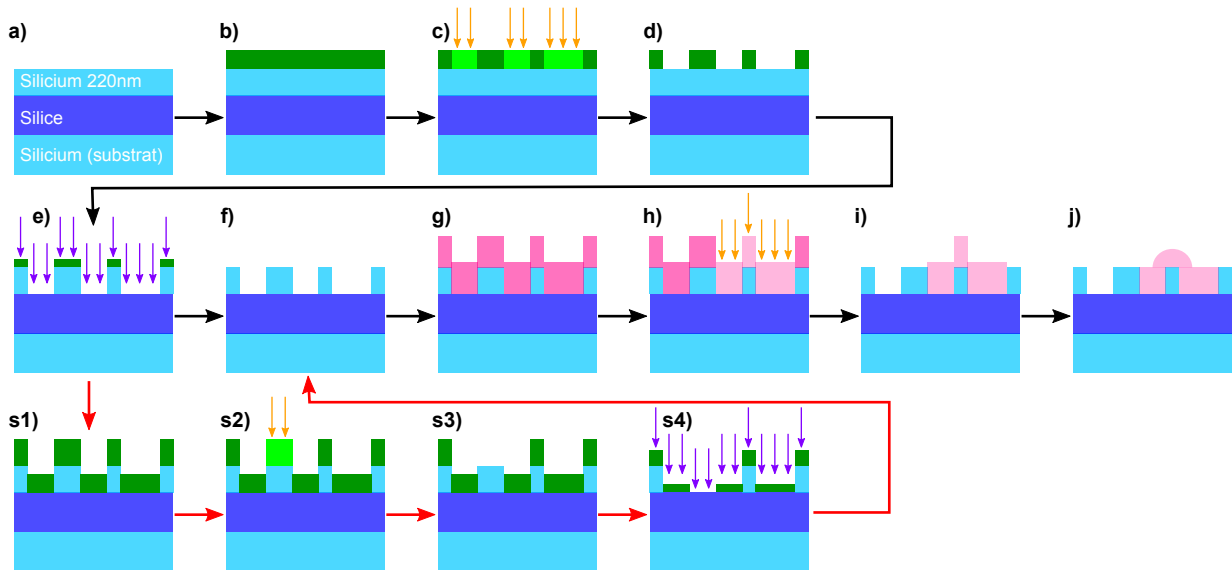 a)
b)
c)
d)
Silicium 220nm
Silice
Silicium (substrat)
e)
f)
g)
h)
i)
j)
s1)
s2)
s3)
s4)